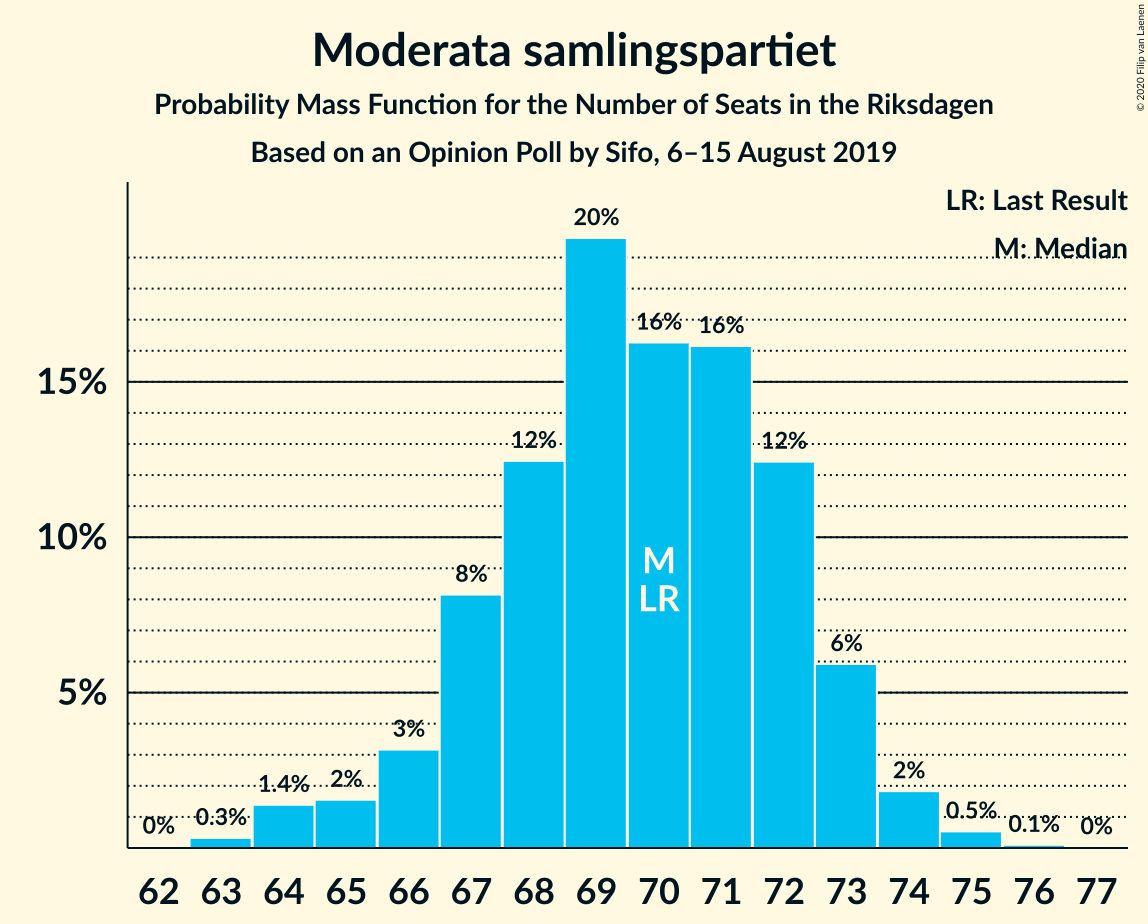 Moderata samlingspartiet
Probability Mass Function for the Number of Seats in the Riksdagen
Based on an Opinion Poll by Sifo, 6–15 August 2019
© 2020 Filip van Laenen
LR: Last Result
M: Median
15%
10%
5%
0%
0.3%
1.4%
2%
3%
8%
12%
20%
16%
16%
12%
6%
2%
0.5%
0.1%
0%
M
LR
62 63 64 65 66 67 68 69 70 71 72 73 74 75 76 77